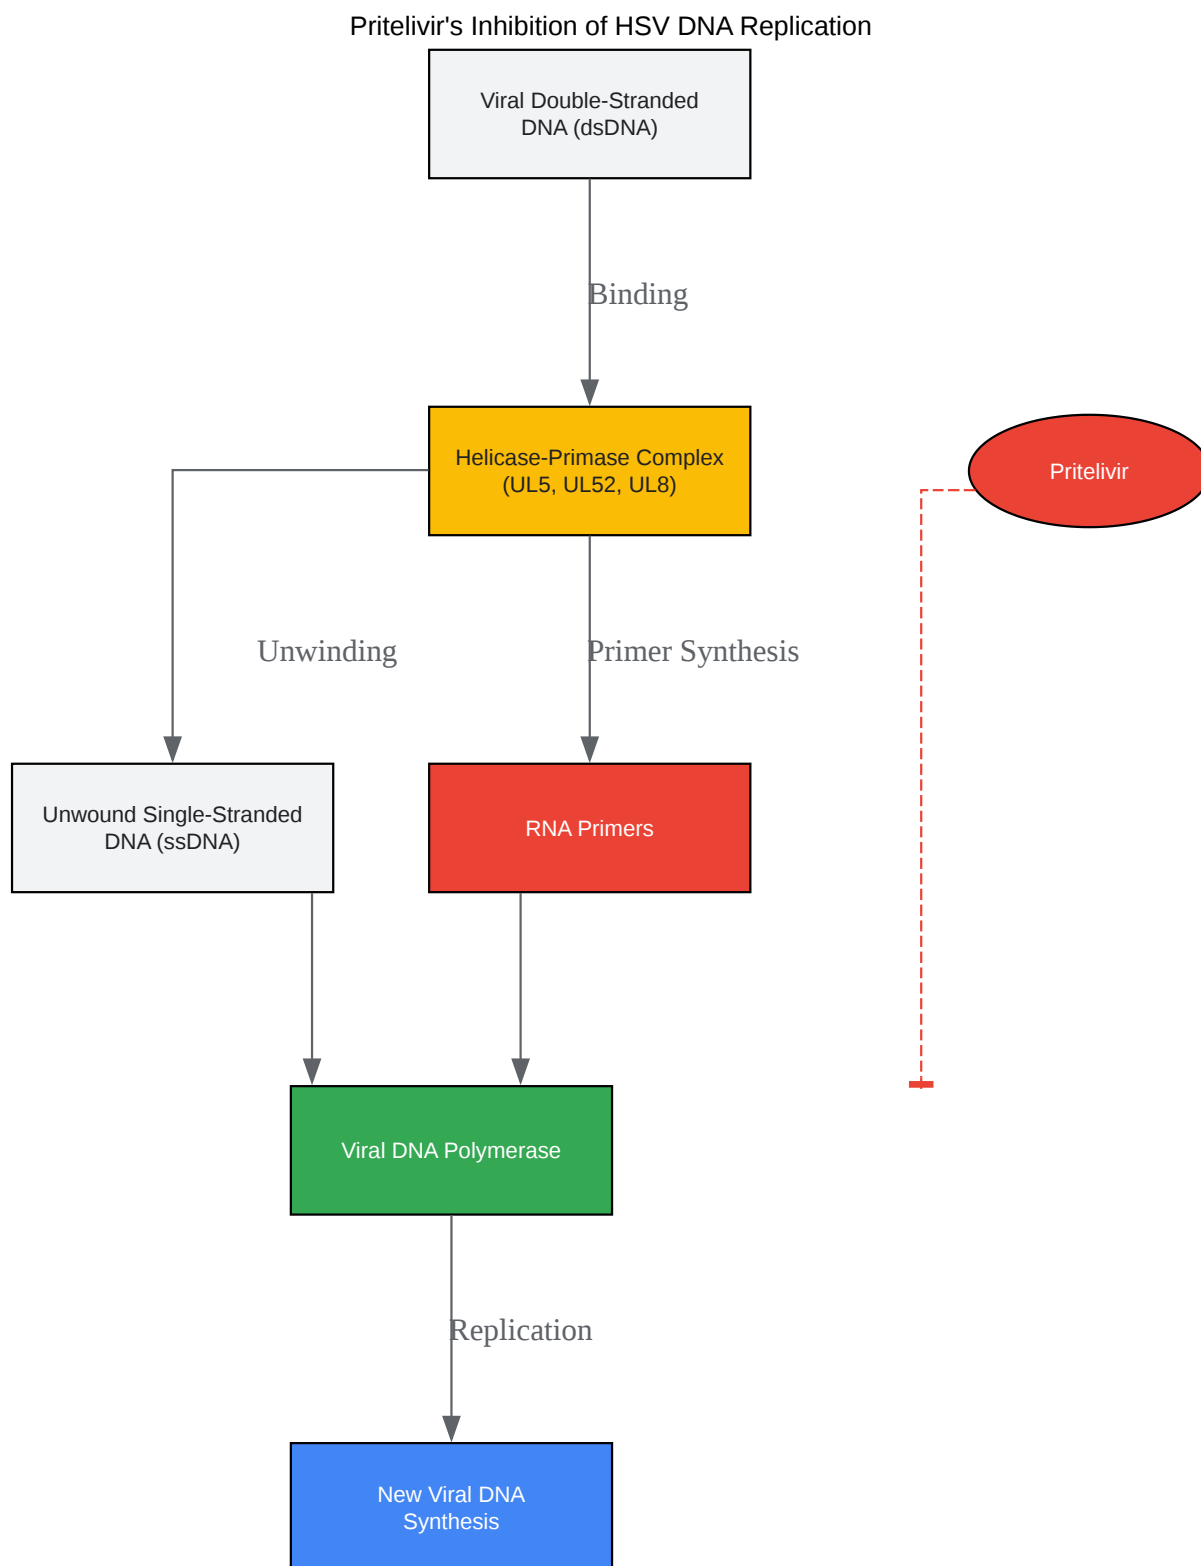 Pritelivir's Inhibition of HSV DNA Replication
Viral Double-Stranded
DNA (dsDNA)
Binding
Helicase-Primase Complex
(UL5, UL52, UL8)
Pritelivir
Unwinding
Primer Synthesis
Unwound Single-Stranded
DNA (ssDNA)
RNA Primers
Viral DNA Polymerase
Replication
New Viral DNA
Synthesis